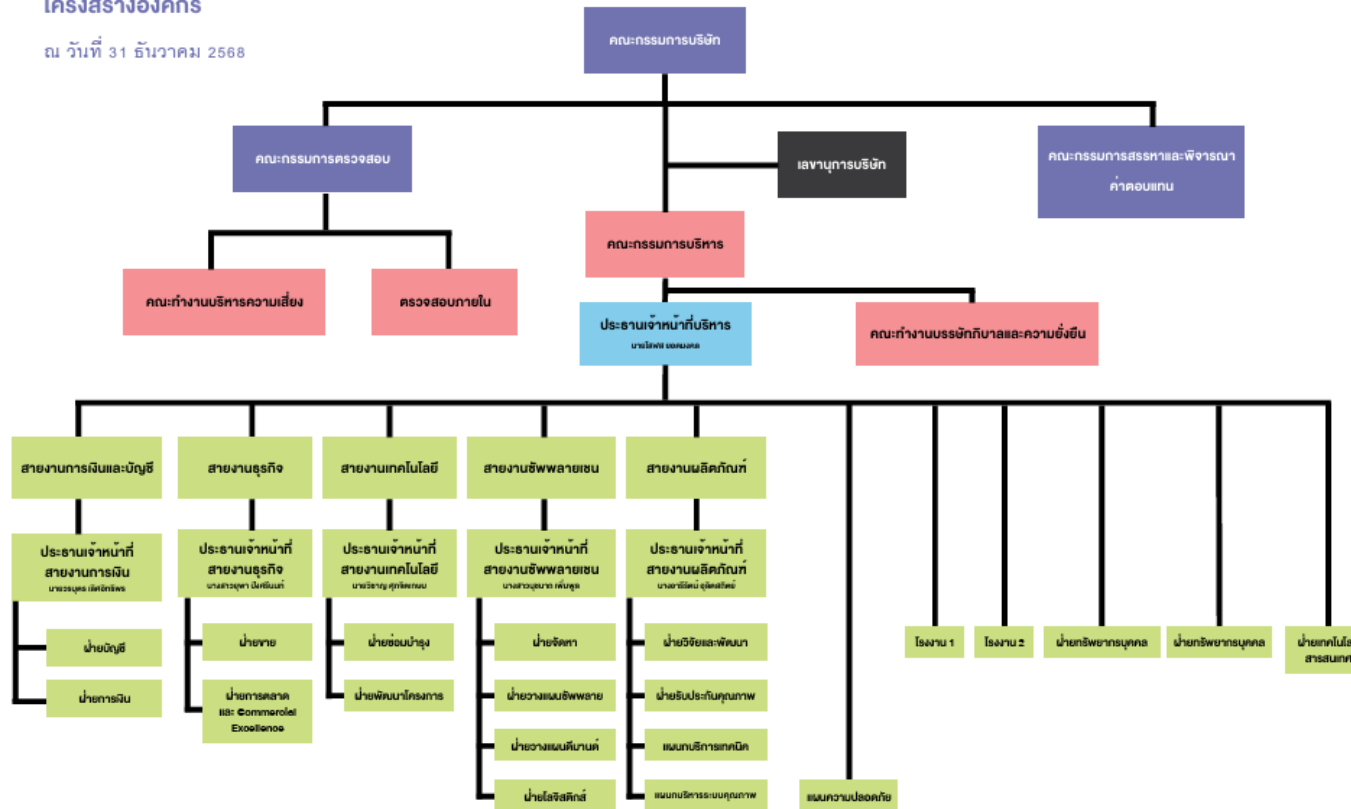 โครงสร้างองค์กร
ณ วันที่ 31 ธันวาคม 2568
คณะกรรมการบริษัท
คณะกรรมการตรวจสอบ
เลขานุการบริษัท
คณะกรรมการสรรหาและพิจารณา
ค่าตอบแทน
คณะกรรมการบริหาร
คณะทำงานบริหารความเสี่ยง
ตรวจสอบภายใน
ประธานเจ้าหน้าที่บริหาร
คณะทำงานบรรษัทภิบาลและความยั่งยืน
สายงานการเงินและบัญชี
สายงานธุรกิจ
สายงานเทคโนโลยี
สายงานซัพพลายเชน
สายงานผลิตภัณฑ์
ประธานเจ้าหน้าที่
สายงานการเงิน
ประธานเจ้าหน้าที่
สายงานธุรกิจ
ประธานเจ้าหน้าที่
สายงานเทคโนโลยี
ประธานเจ้าหน้าที่
สายงานซัพพลายเชน
ประธานเจ้าหน้าที่
สายงานผลิตภัณฑ์
ฝ่ายบัญชี
ฝ่ายขาย
ฝ่ายซ่อมบำรุง
ฝ่ายจัดหา
ฝ่ายวิจัยและพัฒนา
โรงงาน 1
โรงงาน 2
ฝ่ายทรัพยากรบุคคล
ฝ่ายทรัพยากรบุคคล
ฝ่ายเทคโนโล
สารสนเทศ
ฝ่ายการเงิน
ฝ่ายการตลาด
และ Commercial
Excellence
ฝ่ายพัฒนาโครงการ
ฝ่ายวางแผนซัพพลาย
ฝ่ายรับประกันคุณภาพ
ฝ่ายวางแผนดีมานด์
แผนกบริการเทคนิค
ฝ่ายโลจิสติกส์
แผนกบริหารระบบคุณภาพ
แผนความปลอดภัย